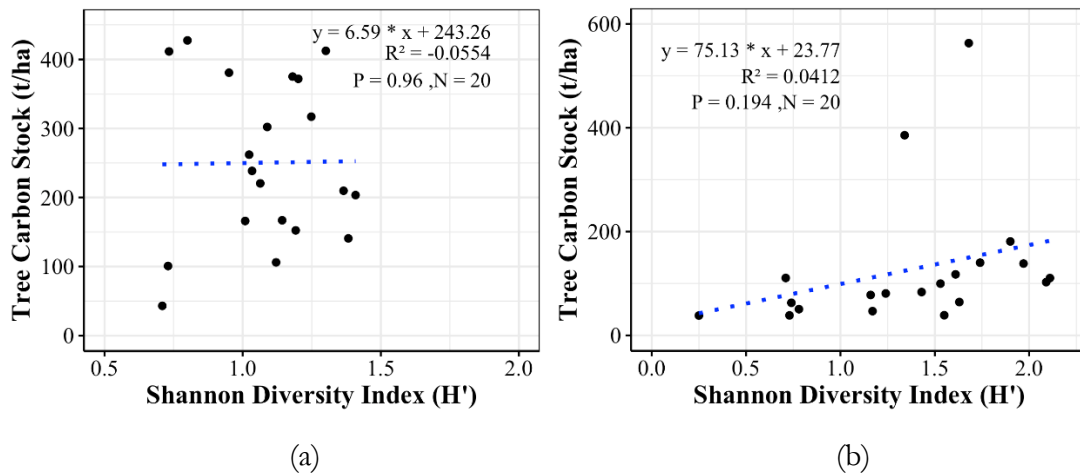 y = 6.59 * x + 243.26
R² = -0.0554
P = 0.96 ,N = 20
400
300
200
100
0
0.5
1.0
1.5
2.0
Tree Carbon Stock (t/ha)
Shannon Diversity Index (H')
(a)
y = 75.13 * x + 23.77
R² = 0.0412
P = 0.194 ,N = 20
600
400
200
0
0.0
0.5
1.0
1.5
2.0
Tree Carbon Stock (t/ha)
Shannon Diversity Index (H')
(b)